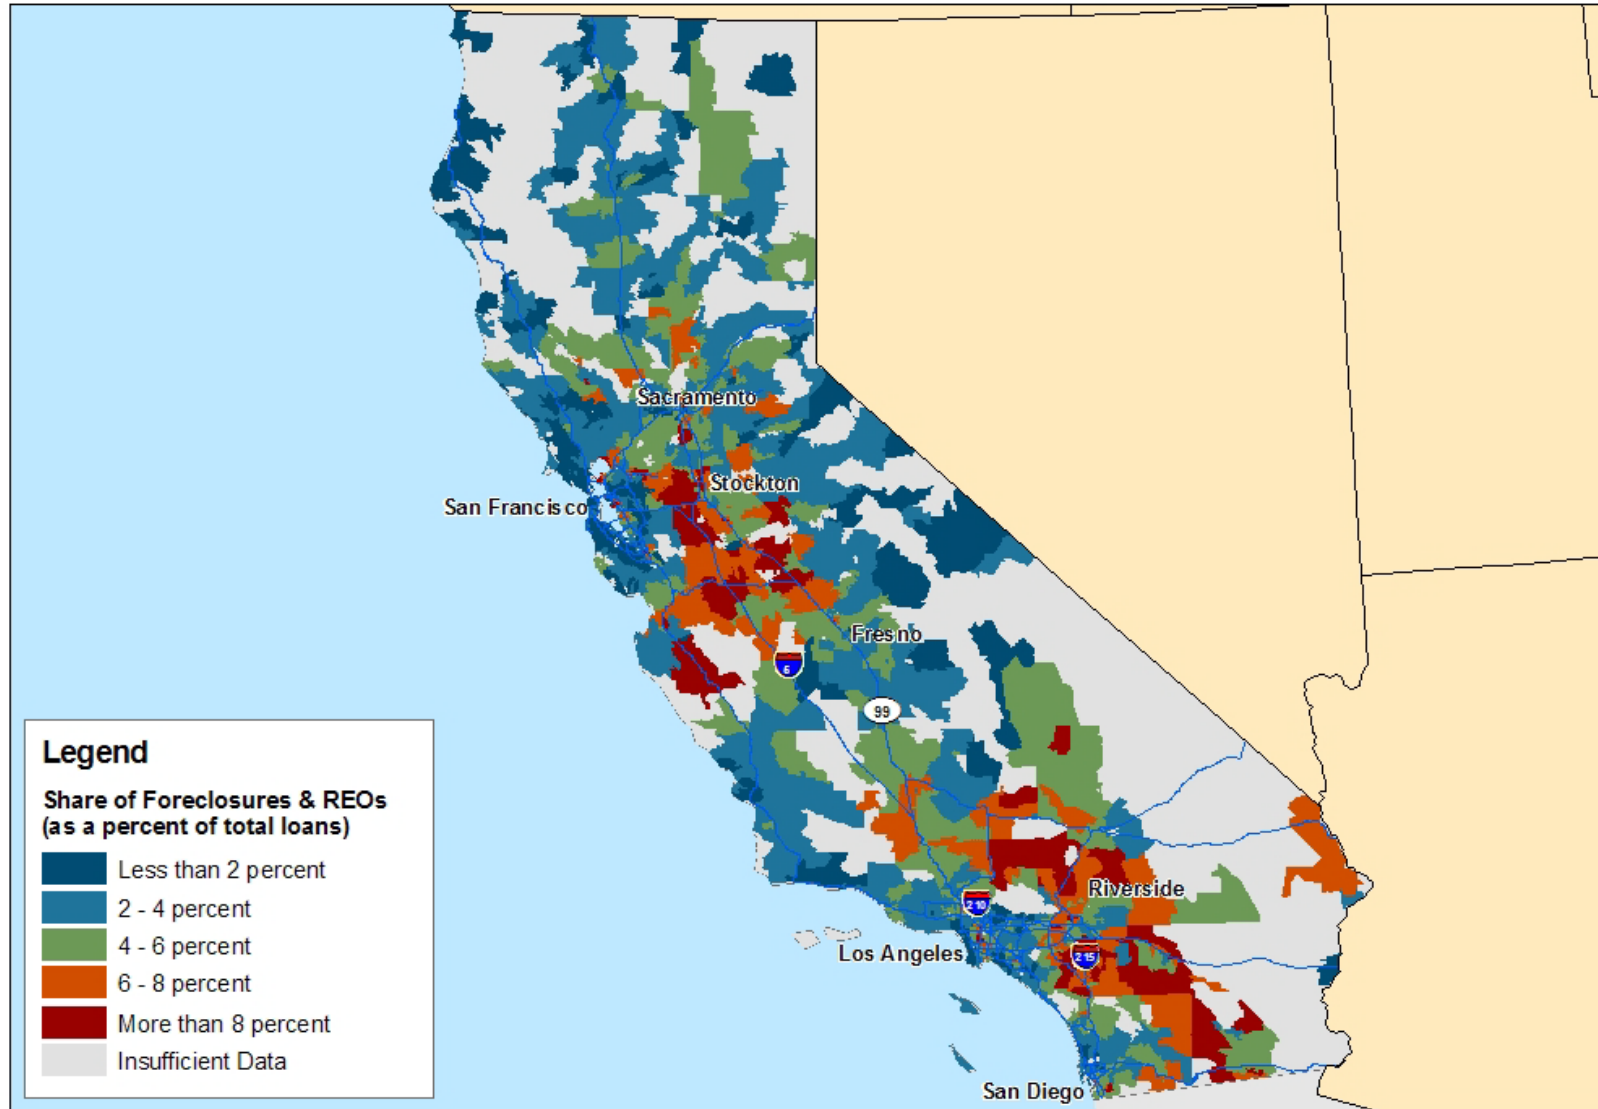 Sacramento
Stockton
San Francisco
Fresno
5
99
Legend
Share of Foreclosures & REOs
(as a percent of total loans)
Less than 2 percent
2 - 4 percent
4 - 6 percent
6 - 8 percent
More than 8 percent
Insufficient Data
Riverside
210
Los Angeles
215
San Diego